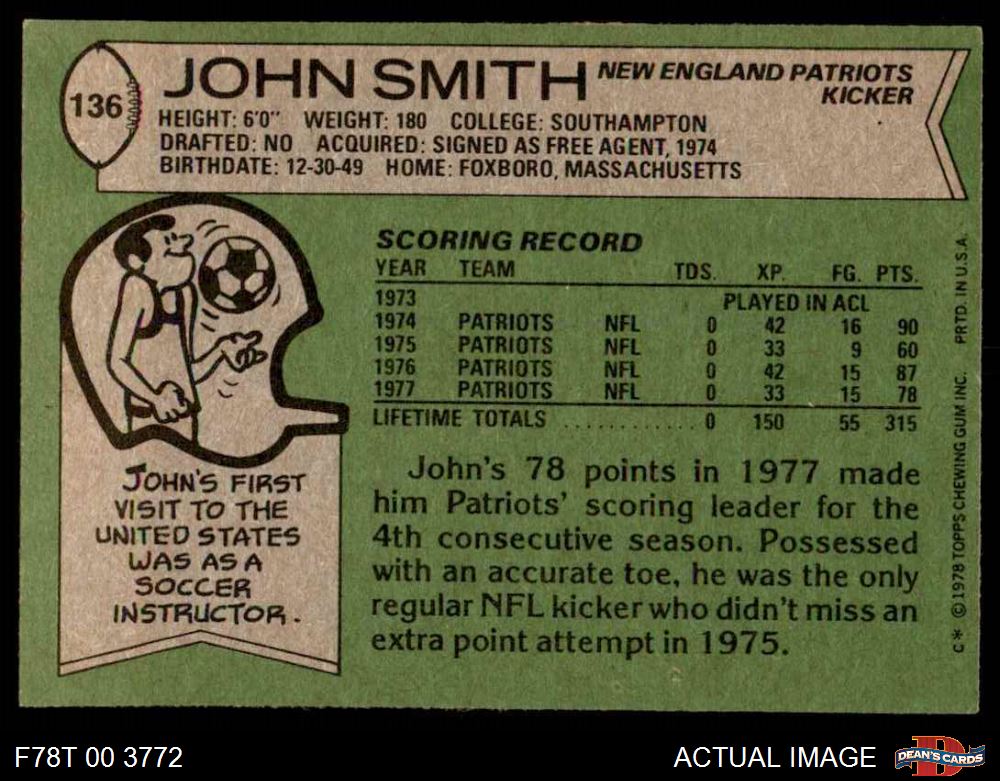 136
JOHN SMITH
NEW ENGLAND PATRIOTS
KICKER
HEIGHT: 6'0" WEIGHT: 180 COLLEGE: SOUTHAMPTON
DRAFTED: NO ACQUIRED: SIGNED AS FREE AGENT, 1974
BIRTHDATE: 12-30-49 HOME: FOXBORO, MASSACHUSETTS
SCORING RECORD
YEAR TEAM TDS. XP. FG. PTS.
1973 PLAYED IN ACL
1974 PATRIOTS NFL 0 42 16 90
1975 PATRIOTS NFL 0 33 9 60
1976 PATRIOTS NFL 0 42 15 87
1977 PATRIOTS NFL 0 33 15 78
LIFETIME TOTALS ............ 0 150 55 315
John's 78 points in 1977 made
him Patriots' scoring leader for the
4th consecutive season. Possessed
with an accurate toe, he was the only
regular NFL kicker who didn't miss an
extra point attempt in 1975.
JOHN'S FIRST
VISIT TO THE
UNITED STATES
WAS AS A
SOCCER
INSTRUCTOR.
C* © 1978 TOPPS CHEWING GUM INC. PRTD. IN U.S.A.
F78T 00 3772
ACTUAL IMAGE
D
DEAN'S CARDS